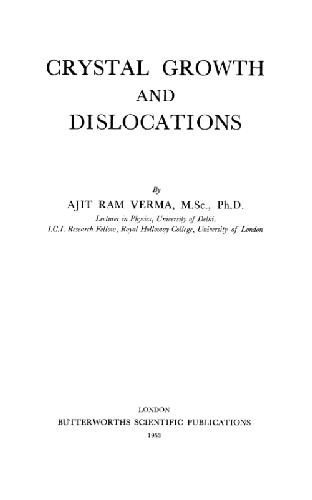 CRYSTAL GROWTH
AND
DISLOCATIONS
By
AJIT RAM VERMA, M.Sc., Ph.D.
Lecturer in Physics, University of Delhi.
I.C.I. Research Fellow, Royal Holloway College, University of London
LONDON
BUTTERWORTHS SCIENTIFIC PUBLICATIONS
1953